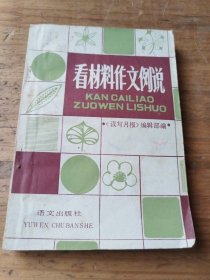 看材料作文例说
KAN CAILIAO
ZUOWEN LISHUO
·《读写月报》编辑部编·
语文出版社
YUWEN CHUBANSHE